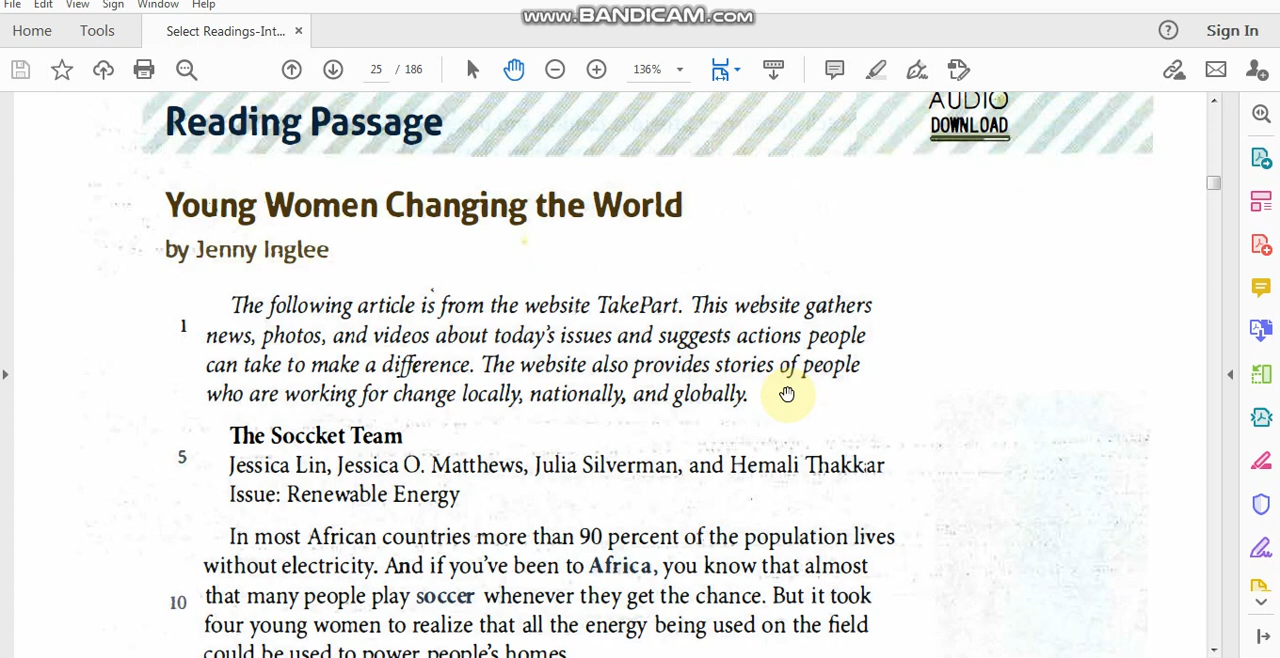 File Edit View Sign Window Help
www.BANDICAM.com
Home Tools Select Readings-Int... × ? Sign In
25 / 186 136%
AUDIO
DOWNLOAD
Reading Passage
Young Women Changing the World
by Jenny Inglee
The following article is from the website TakePart. This website gathers
1
news, photos, and videos about today's issues and suggests actions people
can take to make a difference. The website also provides stories of people
who are working for change locally, nationally, and globally.
The Soccket Team
5
Jessica Lin, Jessica O. Matthews, Julia Silverman, and Hemali Thakkar
Issue: Renewable Energy
In most African countries more than 90 percent of the population lives
without electricity. And if you've been to Africa, you know that almost
10 that many people play soccer whenever they get the chance. But it took
four young women to realize that all the energy being used on the field
could be used to power people's homes.